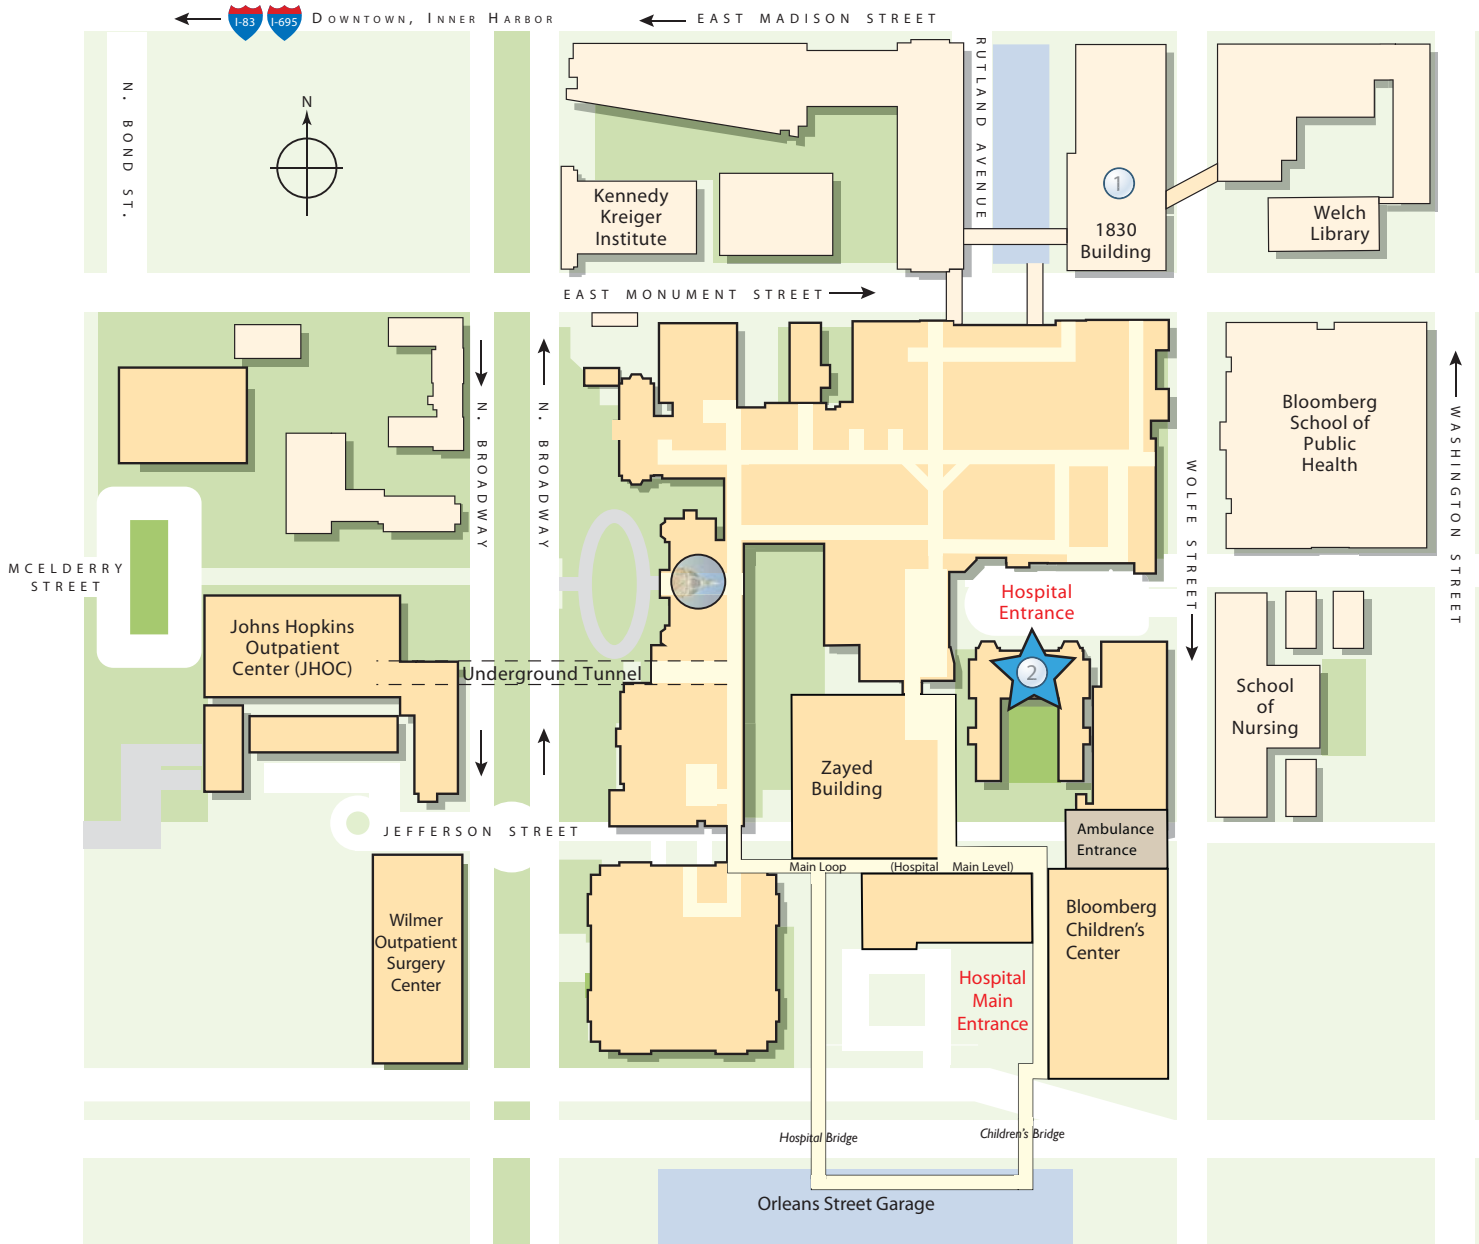 I-83
I-695
Downtown, Inner Harbor
EAST MADISON STREET
N. BOND ST.
N
RUTLAND AVENUE
1
1830
Building
Kennedy
Kreiger
Institute
Welch
Library
EAST MONUMENT STREET
N. BROADWAY
N. BROADWAY
Bloomberg
School of
Public
Health
WOLFE STREET
WASHINGTON STREET
MCELDERRY
STREET
Hospital
Entrance
2
Johns Hopkins
Outpatient
Center (JHOC)
Underground Tunnel
School
of
Nursing
Zayed
Building
JEFFERSON STREET
Ambulance
Entrance
Main Loop
(Hospital Main Level)
Wilmer
Outpatient
Surgery
Center
Bloomberg
Children's
Center
Hospital
Main
Entrance
Hospital Bridge
Children's Bridge
Orleans Street Garage